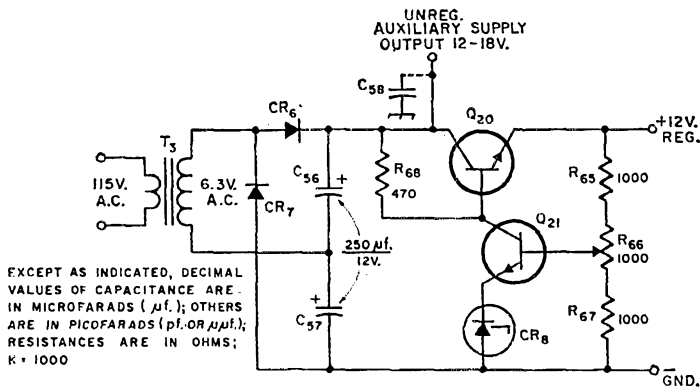 UNREG.
AUXILIARY SUPPLY
OUTPUT 12-18V.
C58
CR6
Q20
+12V.
REG.
T3
C56
R68
470
R65
1000
115V.
A.C.
6.3V.
A.C.
CR7
Q21
R66
1000
250 μf.
12V.
EXCEPT AS INDICATED, DECIMAL
VALUES OF CAPACITANCE ARE
IN MICROFARADS (μf.); OTHERS
ARE IN PICOFARADS (pf. OR μμf.);
RESISTANCES ARE IN OHMS;
K = 1000
C57
CR8
R67
1000
GND.